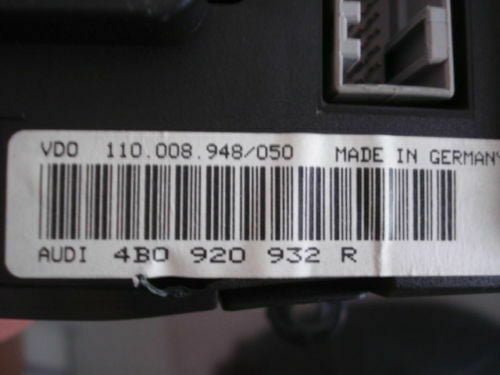 VDO 110.008.948/050 MADE IN GERMANY
AUDI 4B0 920 932 R